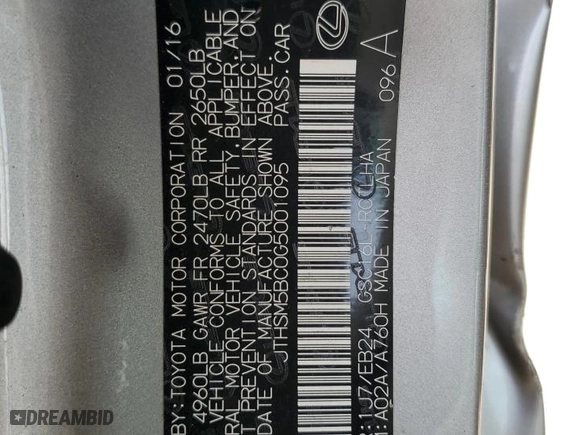 BY: TOYOTA MOTOR CORPORATION 01/16
4960LB GAWR FR 2470LB RR 2650LB
VEHICLE CONFORMS TO ALL APPLICABLE
RAL MOTOR VEHICLE SAFETY, BUMPER, AND
T PREVENTION STANDARDS IN EFFECT ON
DATE OF MANUFACTURE SHOWN ABOVE.
JTHSM5BC0G5001095 PASS.CAR
1J7/EB24
A02A/A760H MADE IN JAPAN 096 A
DREAMBID